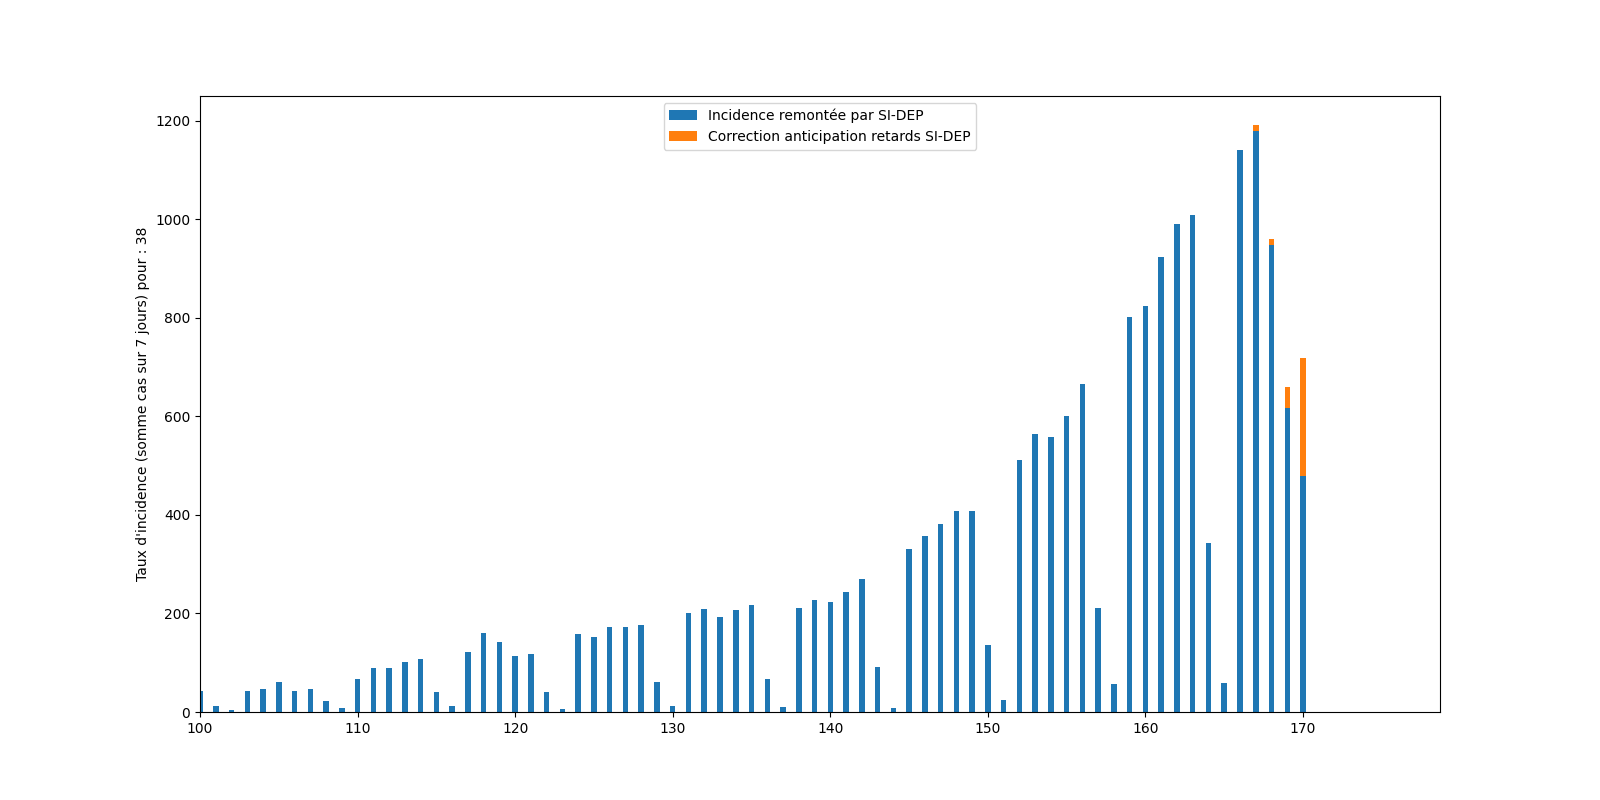 Incidence remontée par SI-DEP
Correction anticipation retards SI-DEP
Taux d'incidence (somme cas sur 7 jours) pour : 38
1200
1000
800
600
400
200
0
100 110 120 130 140 150 160 170